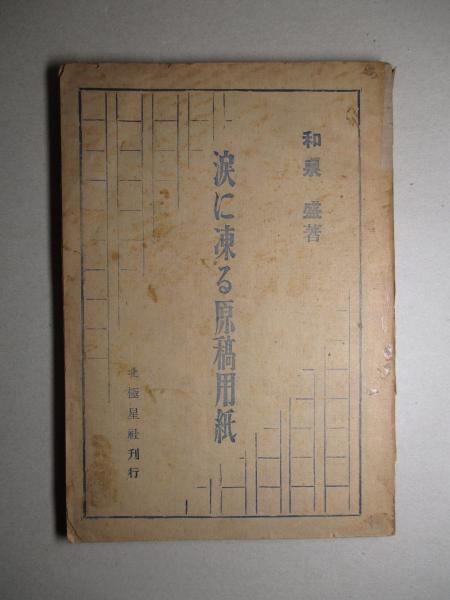 和泉 盛著
涙に凍る原稿用紙
北極星社刊行